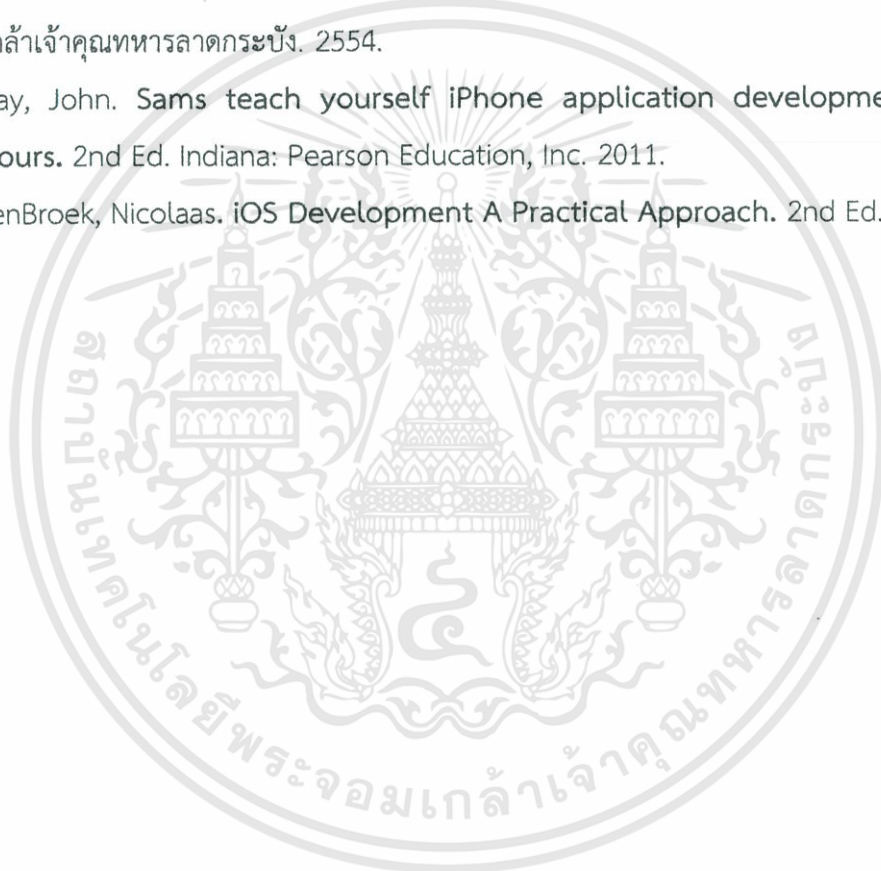 ล้าเจ้าคุณทหารลาดกระบัง. 2554.
ay, John. Sams teach yourself iPhone application developme
ours. 2nd Ed. Indiana: Pearson Education, Inc. 2011.
enBroek, Nicolaas. iOS Development A Practical Approach. 2nd Ed.
สถาบันเทคโนโลยีพระจอมเกล้าเจ้าคุณทหารลาดกระบัง